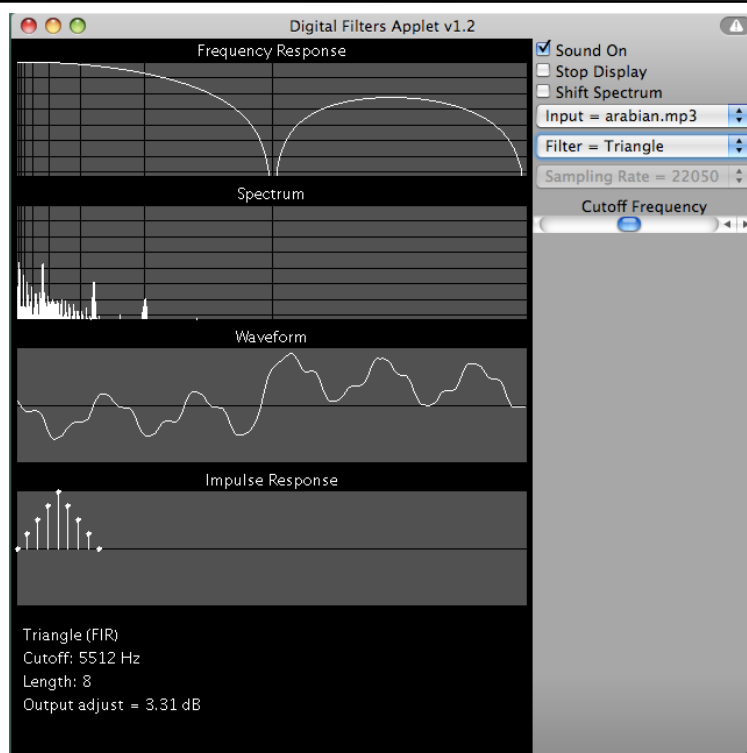 Digital Filters Applet v1.2
Frequency Response
Spectrum
Waveform
Impulse Response
Triangle (FIR)
Cutoff: 5512 Hz
Length: 8
Output adjust = 3.31 dB
Sound On
Stop Display
Shift Spectrum
Input = arabian.mp3
Filter = Triangle
Sampling Rate = 22050
Cutoff Frequency